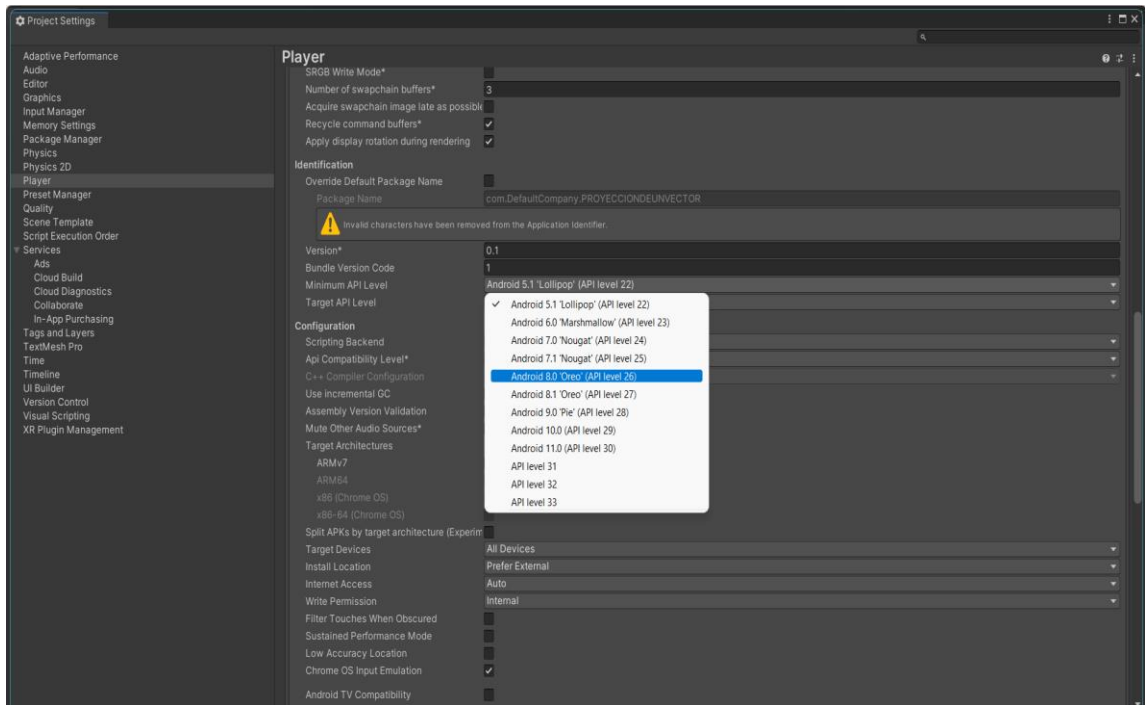 Project Settings
Adaptive Performance
Audio
Editor
Graphics
Input Manager
Memory Settings
Package Manager
Physics
Physics 2D
Player
Preset Manager
Quality
Scene Template
Script Execution Order
Services
Ads
Cloud Build
Cloud Diagnostics
Collaborate
In-App Purchasing
Tags and Layers
TextMesh Pro
Time
Timeline
UI Builder
Version Control
Visual Scripting
XR Plugin Management
Player
SRGB Write Mode*
Number of swapchain buffers* 3
Acquire swapchain image late as possible
Recycle command buffers*
Apply display rotation during rendering
Identification
Override Default Package Name
Package Name com.DefaultCompany.PROYECCIONDEUNVECTOR
Invalid characters have been removed from the Application Identifier.
Version* 0.1
Bundle Version Code 1
Minimum API Level Android 5.1 'Lollipop' (API level 22)
Target API Level
Android 5.1 'Lollipop' (API level 22)
Android 6.0 'Marshmallow' (API level 23)
Android 7.0 'Nougat' (API level 24)
Android 7.1 'Nougat' (API level 25)
Android 8.0 'Oreo' (API level 26)
Android 8.1 'Oreo' (API level 27)
Android 9.0 'Pie' (API level 28)
Android 10.0 (API level 29)
Android 11.0 (API level 30)
API level 31
API level 32
API level 33
Configuration
Scripting Backend
Api Compatibility Level*
C++ Compiler Configuration
Use incremental GC
Assembly Version Validation
Mute Other Audio Sources*
Target Architectures
ARMv7
ARM64
x86 (Chrome OS)
x86-64 (Chrome OS)
Split APKs by target architecture (Experim
Target Devices All Devices
Install Location Prefer External
Internet Access Auto
Write Permission Internal
Filter Touches When Obscured
Sustained Performance Mode
Low Accuracy Location
Chrome OS Input Emulation
Android TV Compatibility